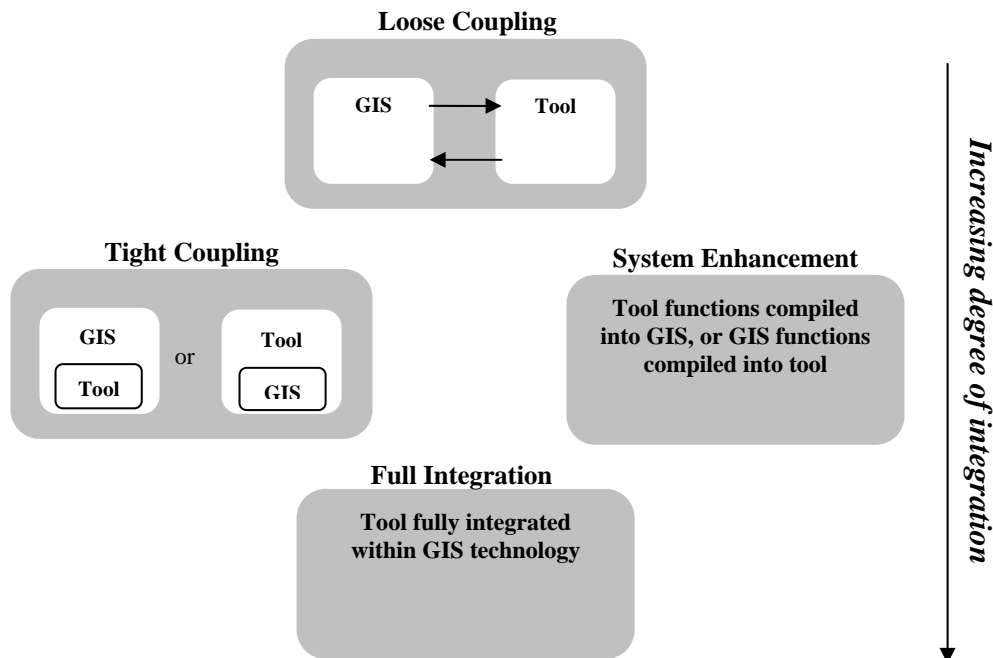 Loose Coupling
GIS
Tool
Tight Coupling
GIS
Tool
or
Tool
GIS
System Enhancement
Tool functions compiled
into GIS, or GIS functions
compiled into tool
Full Integration
Tool fully integrated
within GIS technology
Increasing degree of integration